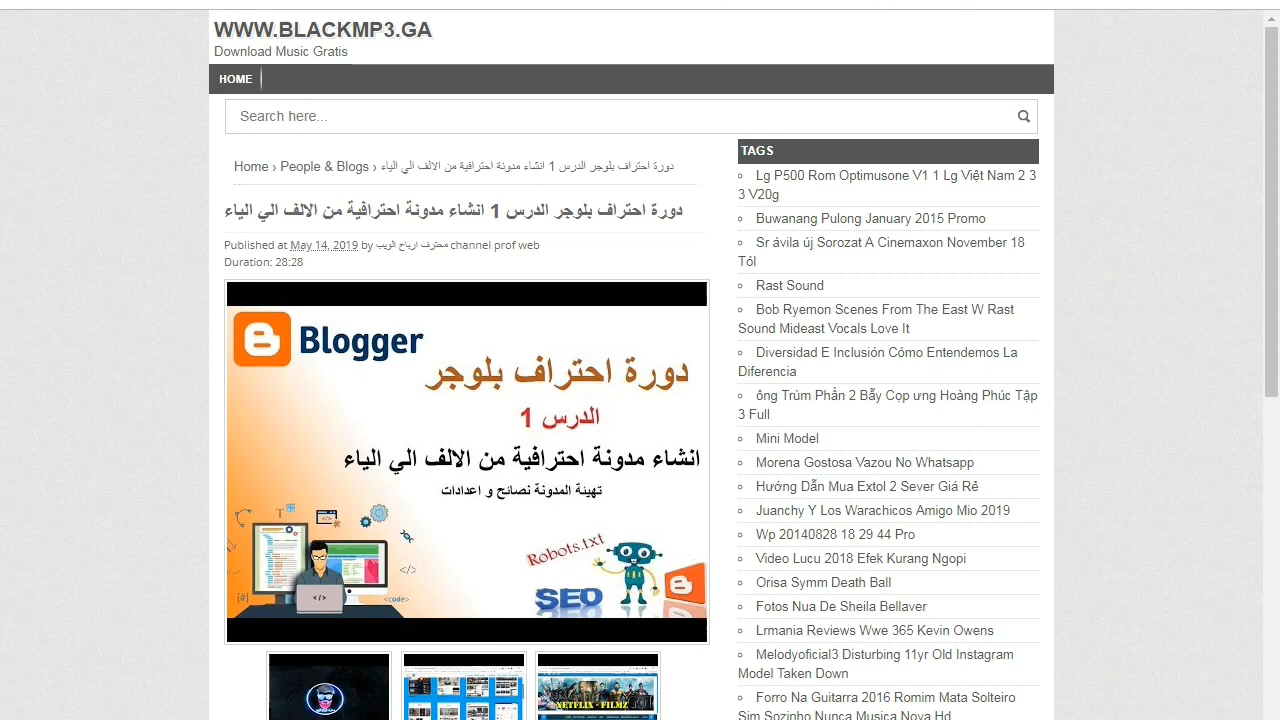 WWW.BLACKMP3.GA
Download Music Gratis
HOME
Search here...
Home › People & Blogs › دورة احتراف بلوجر الدرس 1 انشاء مدونة احترافية من الالف الي الياء
دورة احتراف بلوجر الدرس 1 انشاء مدونة احترافية من الالف الي الياء
Published at May 14, 2019 by محترف ارباح الويب channel prof web
Duration: 28:28
Blogger
دورة احتراف بلوجر
الدرس 1
انشاء مدونة احترافية من الالف الي الياء
تهيئة المدونة نصائح و اعدادات
Robots.txt
SEO
</>
</>
[#]
<code>
T
NETFLIX - FILMZ
TAGS
Lg P500 Rom Optimusone V1 1 Lg Việt Nam 2 3
3 V20g
Buwanang Pulong January 2015 Promo
Sr ávila új Sorozat A Cinemaxon November 18
Tól
Rast Sound
Bob Ryemon Scenes From The East W Rast
Sound Mideast Vocals Love It
Diversidad E Inclusión Cómo Entendemos La
Diferencia
ông Trùm Phần 2 Bẫy Cọp ưng Hoàng Phúc Tập
3 Full
Mini Model
Morena Gostosa Vazou No Whatsapp
Hướng Dẫn Mua Extol 2 Sever Giá Rẻ
Juanchy Y Los Warachicos Amigo Mio 2019
Wp 20140828 18 29 44 Pro
Video Lucu 2018 Efek Kurang Ngopi
Orisa Symm Death Ball
Fotos Nua De Sheila Bellaver
Lrmania Reviews Wwe 365 Kevin Owens
Melodyoficial3 Disturbing 11yr Old Instagram
Model Taken Down
Forro Na Guitarra 2016 Romim Mata Solteiro
Sim Sozinho Nunca Musica Nova Hd